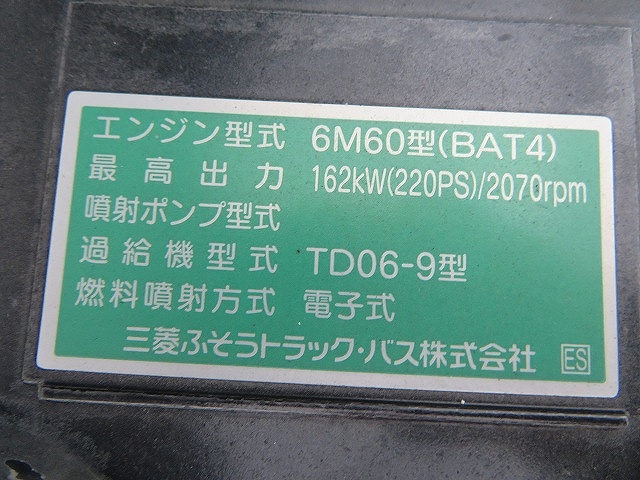 エンジン型式 6M60型(BAT4)
最高出力 162kW(220PS)/2070rpm
噴射ポンプ型式
過給機型式 TD06-9型
燃料噴射方式 電子式
三菱ふそうトラック・バス株式会社 ES